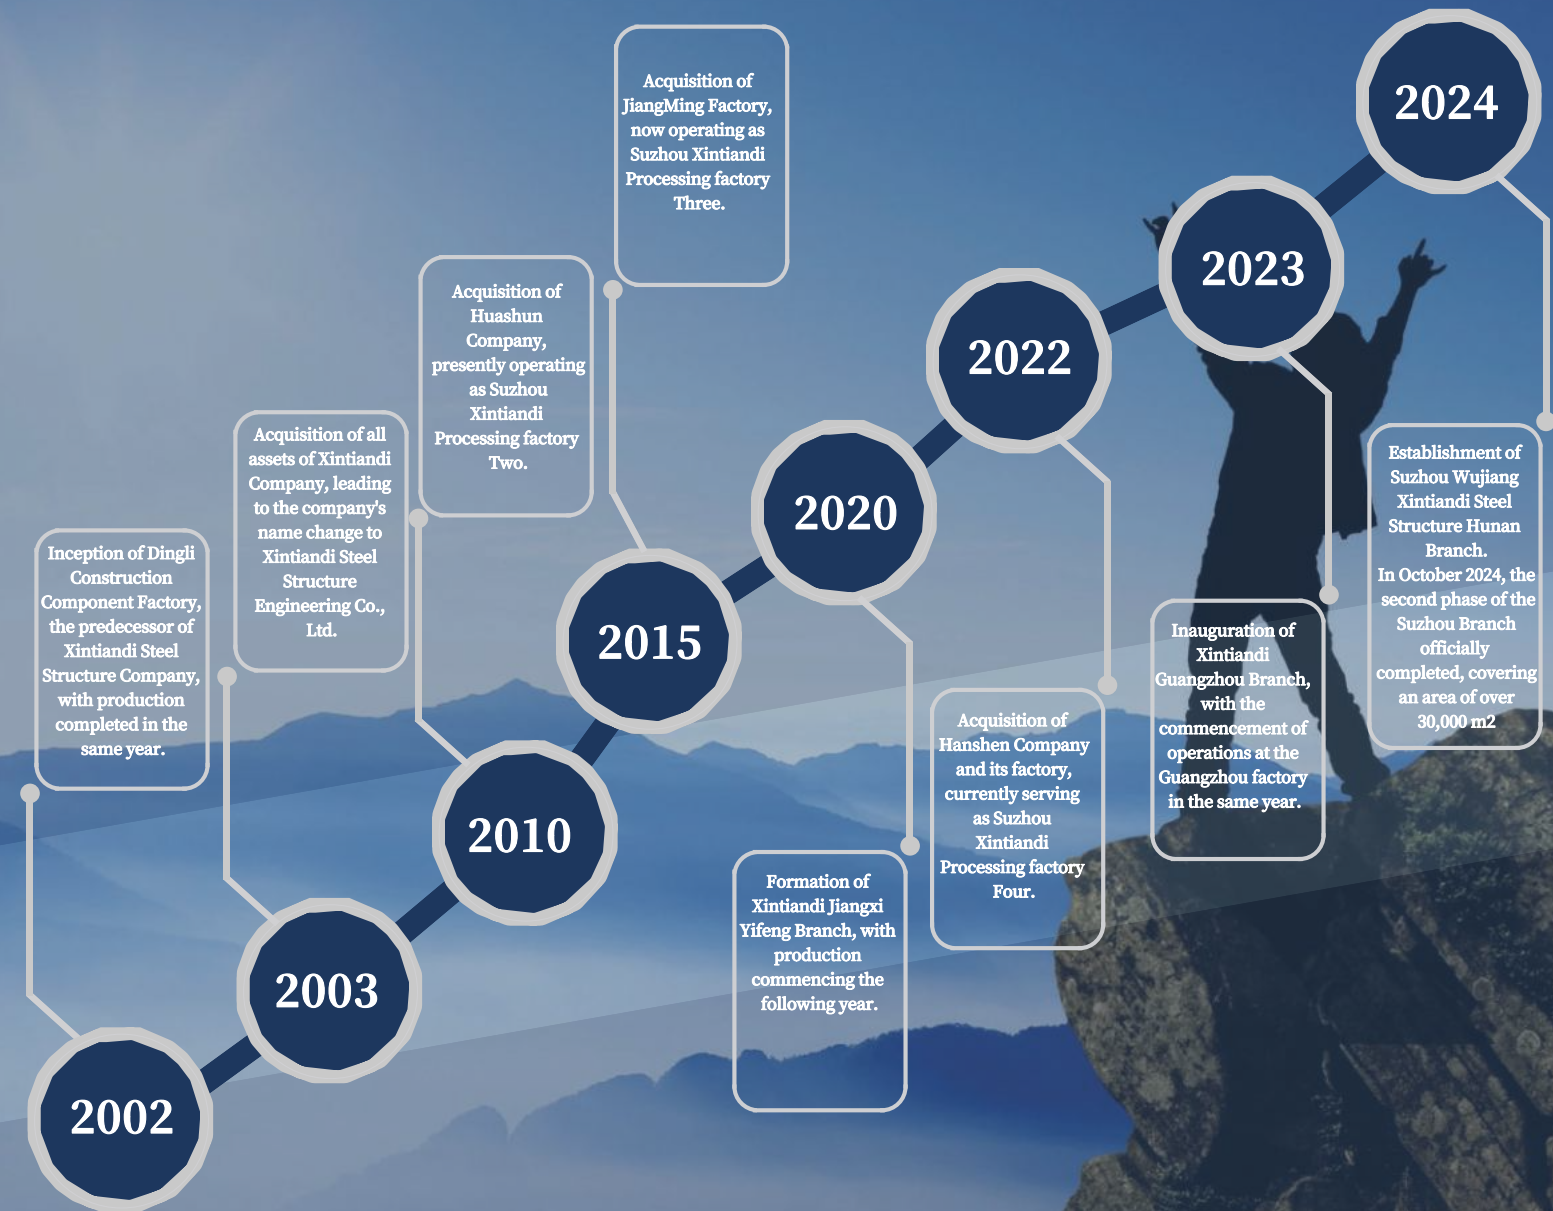 2002
Inception of Dingli
Construction
Component Factory,
the predecessor of
Xintiandi Steel
Structure Company,
with production
completed in the
same year.
2003
Acquisition of all
assets of Xintiandi
Company, leading
to the company's
name change to
Xintiandi Steel
Structure
Engineering Co.,
Ltd.
2010
Acquisition of
Huashun
Company,
presently operating
as Suzhou
Xintiandi
Processing factory
Two.
2015
Acquisition of
JiangMing Factory,
now operating as
Suzhou Xintiandi
Processing factory
Three.
2020
Formation of
Xintiandi Jiangxi
Yifeng Branch, with
production
commencing the
following year.
2022
Acquisition of
Hanshen Company
and its factory,
currently serving
as Suzhou
Xintiandi
Processing factory
Four.
2023
Inauguration of
Xintiandi
Guangzhou Branch,
with the
commencement of
operations at the
Guangzhou factory
in the same year.
2024
Establishment of
Suzhou Wujiang
Xintiandi Steel
Structure Hunan
Branch.
In October 2024, the
second phase of the
Suzhou Branch
officially
completed, covering
an area of over
30,000 m2